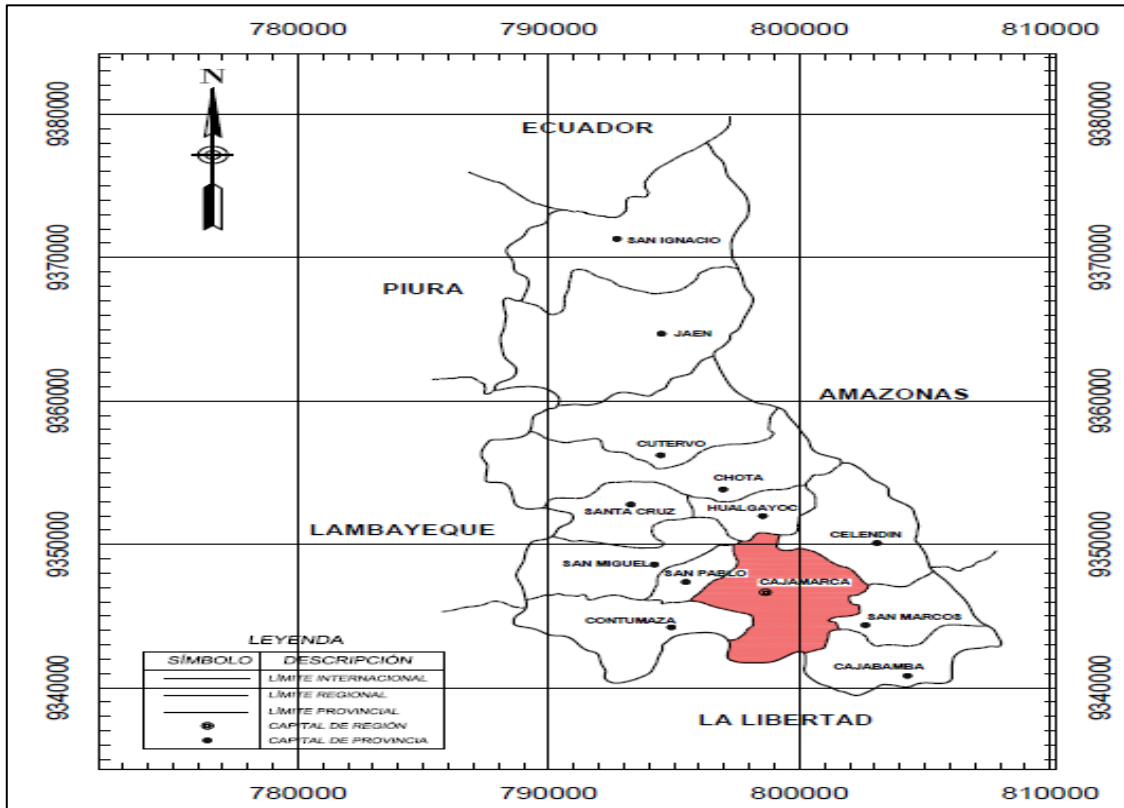 780000 790000 800000 810000
N
9380000 9380000
ECUADOR
SAN IGNACIO
9370000 9370000
PIURA
JAEN
AMAZONAS
9360000 9360000
CUTERVO
CHOTA
SANTA CRUZ
HUALGAYOC
LAMBAYEQUE
CELENDIN
9350000 9350000
SAN MIGUEL
SAN PABLO
CAJAMARCA
CONTUMAZA
SAN MARCOS
CAJABAMBA
9340000 9340000
LA LIBERTAD
LEYENDA
SÍMBOLO DESCRIPCIÓN
LÍMITE INTERNACIONAL
LÍMITE REGIONAL
LÍMITE PROVINCIAL
CAPITAL DE REGIÓN
CAPITAL DE PROVINCIA
780000 790000 800000 810000